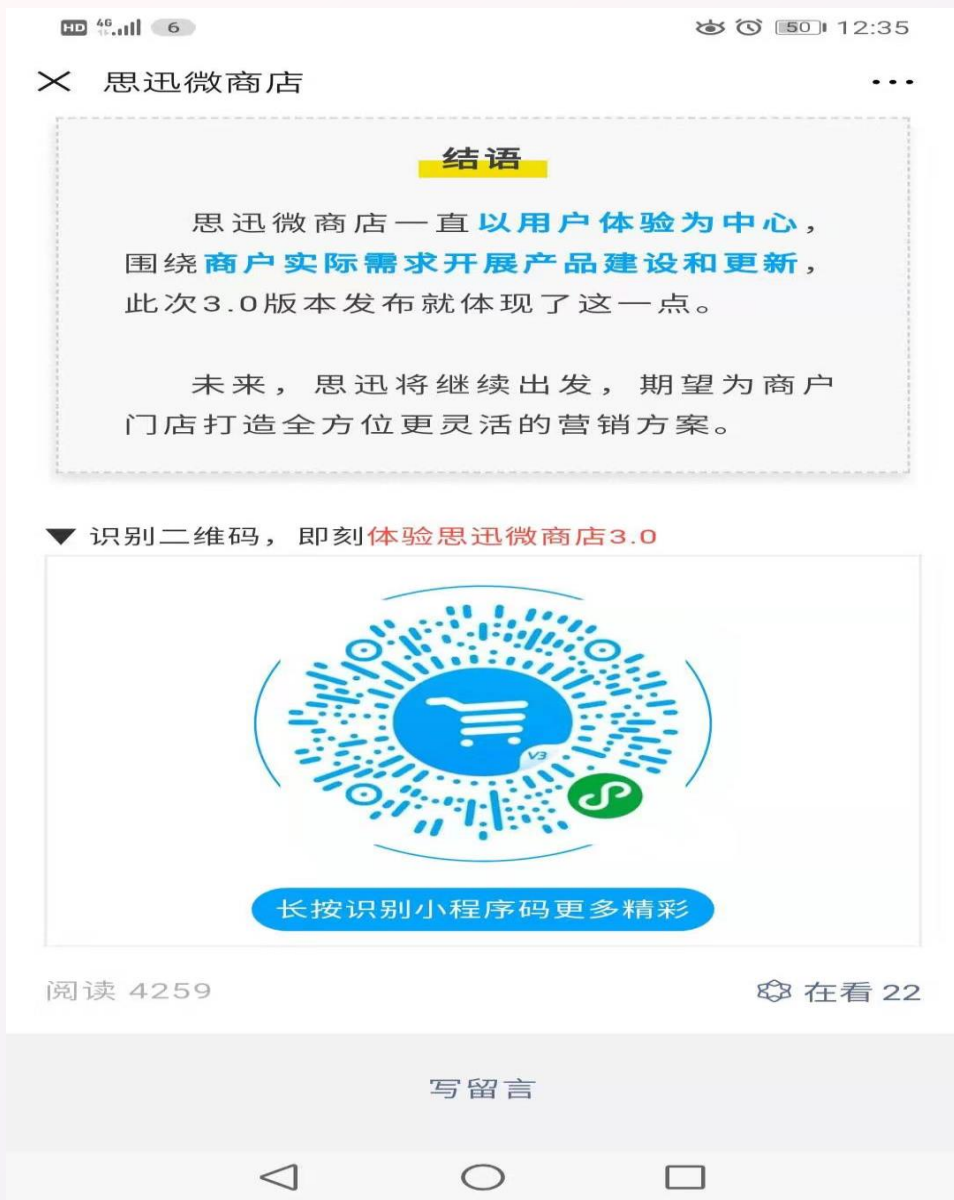 HD 4G 6 50 12:35
思迅微商店
结语
思迅微商店一直以用户体验为中心，
围绕商户实际需求开展产品建设和更新，
此次3.0版本发布就体现了这一点。
未来，思迅将继续出发，期望为商户
门店打造全方位更灵活的营销方案。
识别二维码，即刻体验思迅微商店3.0
V3
长按识别小程序码更多精彩
阅读 4259 在看 22
写留言